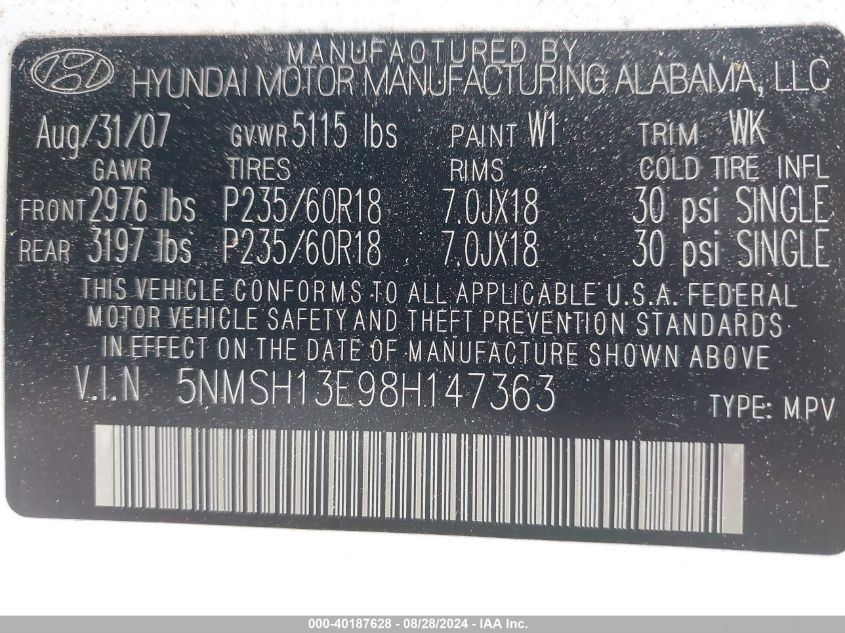 MANUFACTURED BY
HYUNDAI MOTOR MANUFACTURING ALABAMA, LLC
Aug/31/07 GVWR 5115 lbs PAINT W1 TRIM WK
GAWR TIRES RIMS COLD TIRE INFL
FRONT 2976 lbs P235/60R18 7.0JX18 30 psi SINGLE
REAR 3197 lbs P235/60R18 7.0JX18 30 psi SINGLE
THIS VEHICLE CONFORMS TO ALL APPLICABLE U.S.A. FEDERAL
MOTOR VEHICLE SAFETY AND THEFT PREVENTION STANDARDS
IN EFFECT ON THE DATE OF MANUFACTURE SHOWN ABOVE
V.I.N 5NMSH13E98H147363 TYPE: MPV
000-40187628 - 08/28/2024 - IAA Inc.